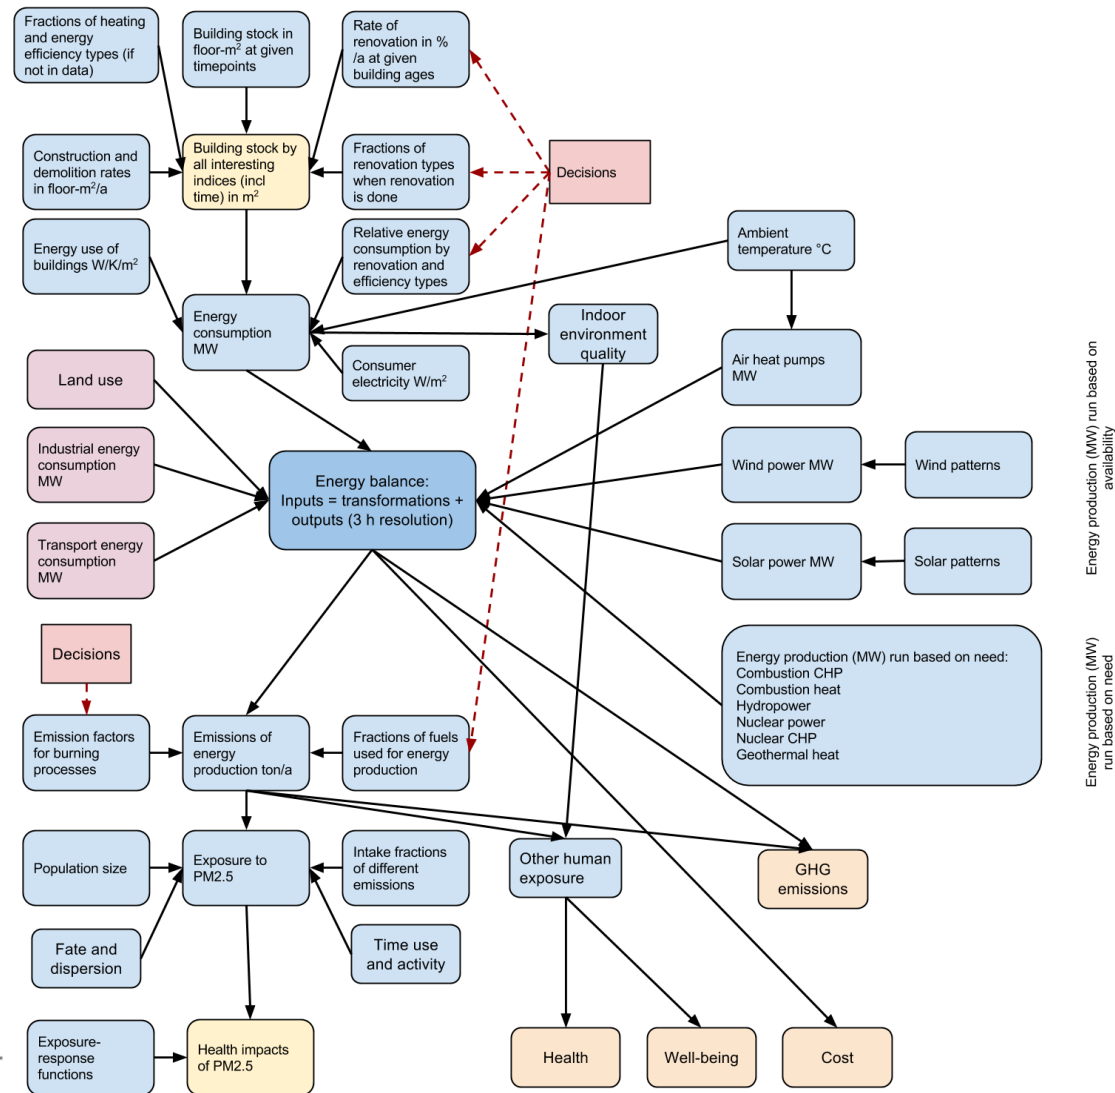 Fractions of heating
and energy
efficiency types (if
not in data)
Building stock in
floor-m² at given
timepoints
Rate of
renovation in %
/a at given
building ages
Construction and
demolition rates
in floor-m²/a
Building stock by
all interesting
indices (incl
time) in m²
Fractions of
renovation types
when renovation
is done
Decisions
Energy use of
buildings W/K/m²
Relative energy
consumption by
renovation and
efficiency types
Ambient
temperature °C
Energy
consumption
MW
Indoor
environment
quality
Consumer
electricity W/m²
Air heat pumps
MW
Land use
Industrial energy
consumption
MW
Transport energy
consumption
MW
Energy balance:
Inputs = transformations +
outputs (3 h resolution)
Wind power MW
Wind patterns
Solar power MW
Solar patterns
Energy production (MW) run based on
availability
Decisions
Energy production (MW) run based on need:
Combustion CHP
Combustion heat
Hydropower
Nuclear power
Nuclear CHP
Geothermal heat
Energy production (MW)
run based on need
Emission factors
for burning
processes
Emissions of
energy
production ton/a
Fractions of fuels
used for energy
production
Population size
Exposure to
PM2.5
Intake fractions
of different
emissions
Other human
exposure
GHG
emissions
Fate and
dispersion
Time use
and activity
Exposure-
response
functions
Health impacts
of PM2.5
Health
Well-being
Cost